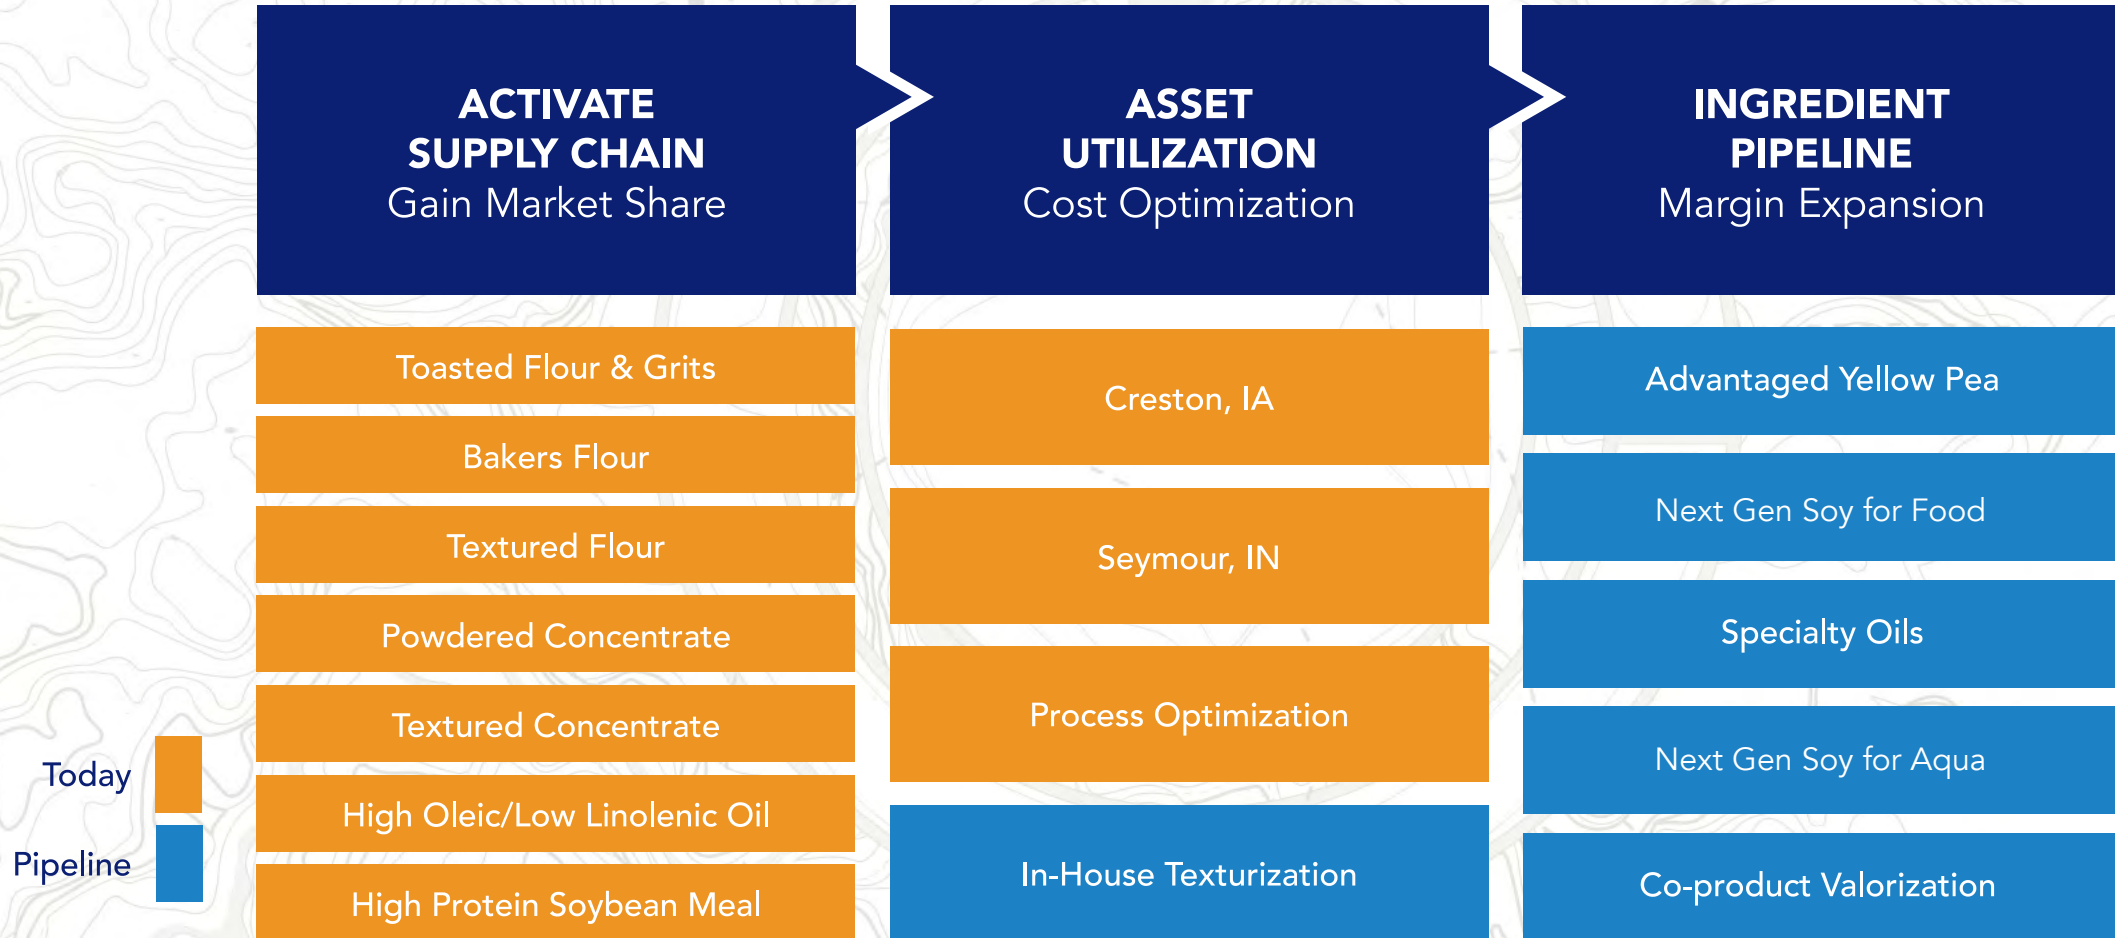 ACTIVATE
SUPPLY CHAIN
Gain Market Share
Toasted Flour & Grits
Bakers Flour
Textured Flour
Powdered Concentrate
Textured Concentrate
High Oleic/Low Linolenic Oil
High Protein Soybean Meal
ASSET
UTILIZATION
Cost Optimization
Creston, IA
Seymour, IN
Process Optimization
In-House Texturization
INGREDIENT
PIPELINE
Margin Expansion
Advantaged Yellow Pea
Next Gen Soy for Food
Specialty Oils
Next Gen Soy for Aqua
Co-product Valorization
Today
Pipeline